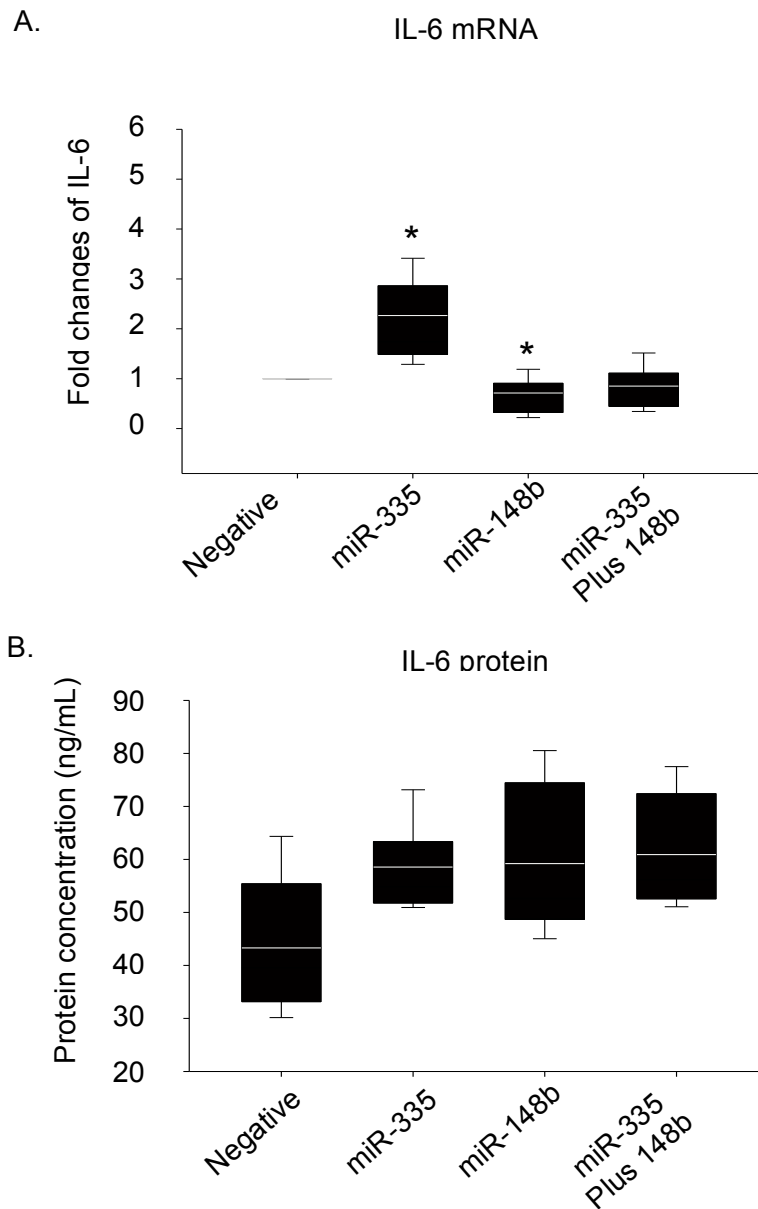 A.
IL-6 mRNA
Fold changes of IL-6
6
5
4
3
2
1
0
*
*
Negative
miR-335
miR-148b
miR-335
Plus 148b
B.
IL-6 protein
Protein concentration (ng/mL)
90
80
70
60
50
40
30
20
Negative
miR-335
miR-148b
miR-335
Plus 148b